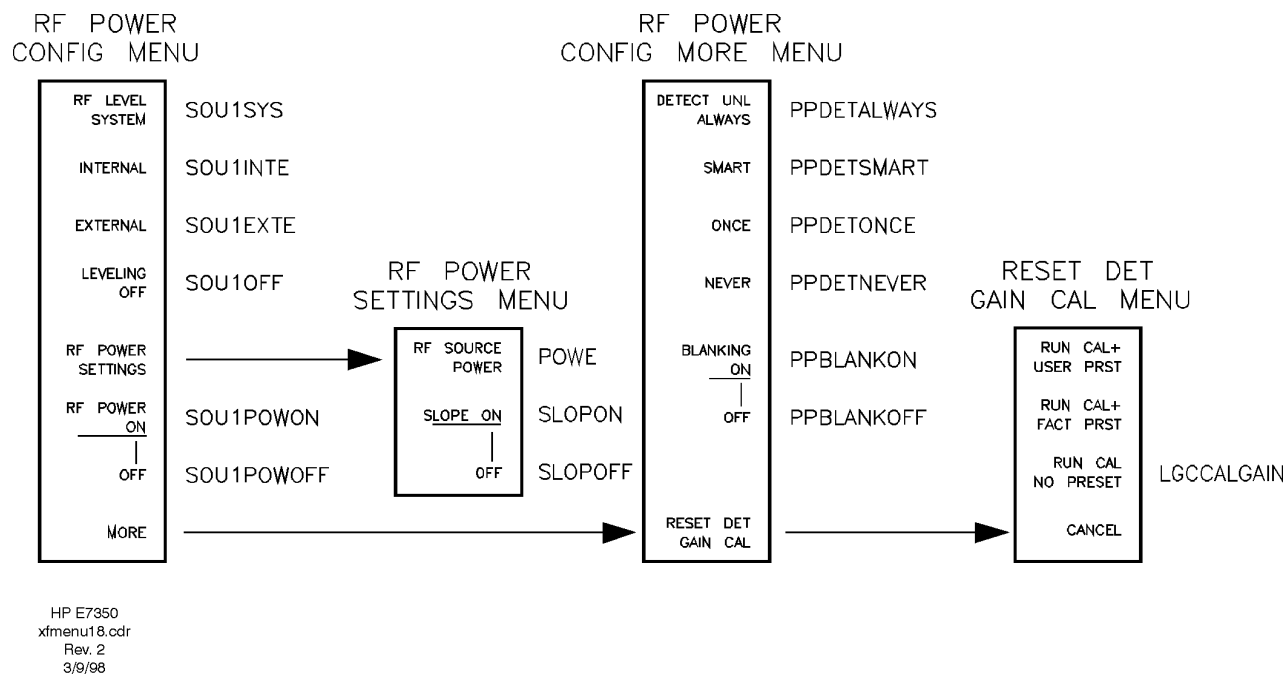 RF POWER
CONFIG MENU
RF LEVEL
SYSTEM
SOU1SYS
INTERNAL
SOU1INTE
EXTERNAL
SOU1EXTE
LEVELING
OFF
SOU1OFF
RF POWER
SETTINGS
RF POWER
ON
SOU1POWON
OFF
SOU1POWOFF
MORE
RF POWER
SETTINGS MENU
RF SOURCE
POWER
POWE
SLOPE ON
SLOPON
OFF
SLOPOFF
RF POWER
CONFIG MORE MENU
DETECT UNL
ALWAYS
PPDETALWAYS
SMART
PPDETSMART
ONCE
PPDETONCE
NEVER
PPDETNEVER
BLANKING
ON
PPBLANKON
OFF
PPBLANKOFF
RESET DET
GAIN CAL
RESET DET
GAIN CAL MENU
RUN CAL+
USER PRST
RUN CAL+
FACT PRST
RUN CAL
NO PRESET
LGCCALGAIN
CANCEL
HP E7350
xfmenu18.cdr
Rev. 2
3/9/98